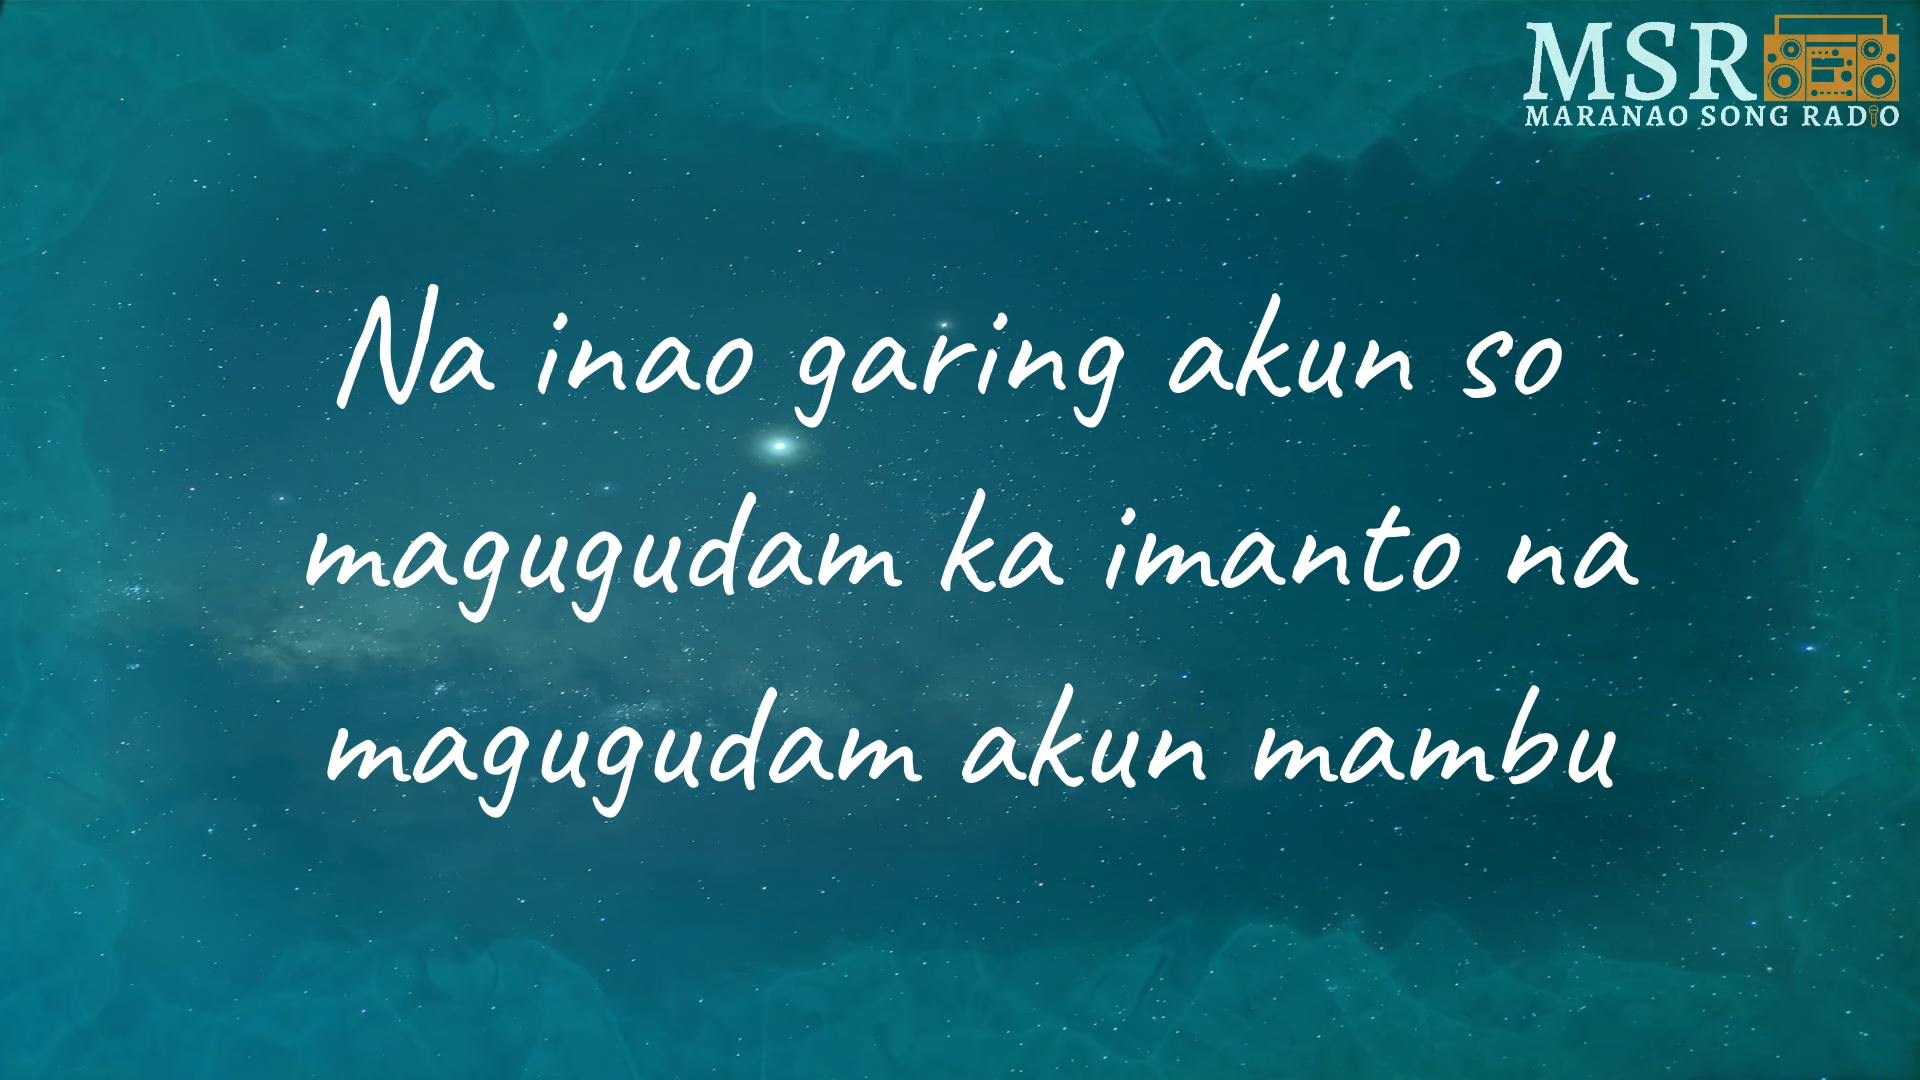 MSR
MARANAO SONG RADIO
Na inao garing akun so
magugudam ka imanto na
magugudam akun mambu